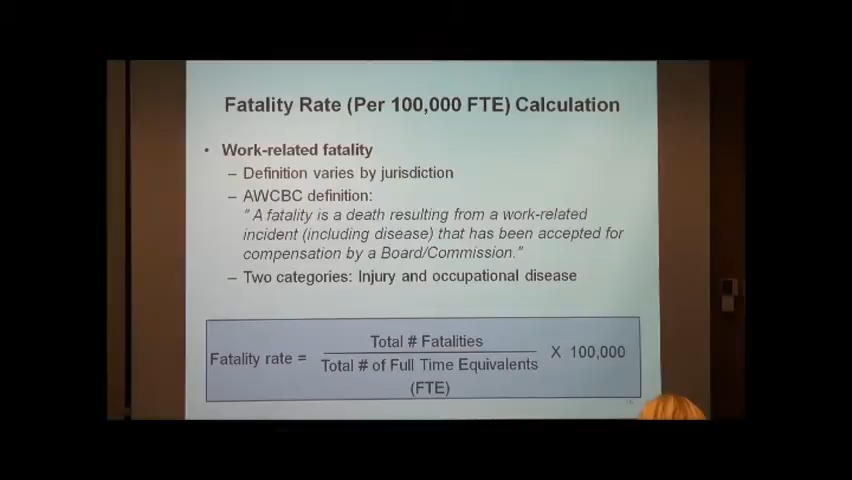 Fatality Rate (Per 100,000 FTE) Calculation
• Work-related fatality
– Definition varies by jurisdiction
– AWCBC definition:
" A fatality is a death resulting from a work-related
incident (including disease) that has been accepted for
compensation by a Board/Commission."
– Two categories: Injury and occupational disease
Total # Fatalities
Fatality rate = X 100,000
Total # of Full Time Equivalents
(FTE)